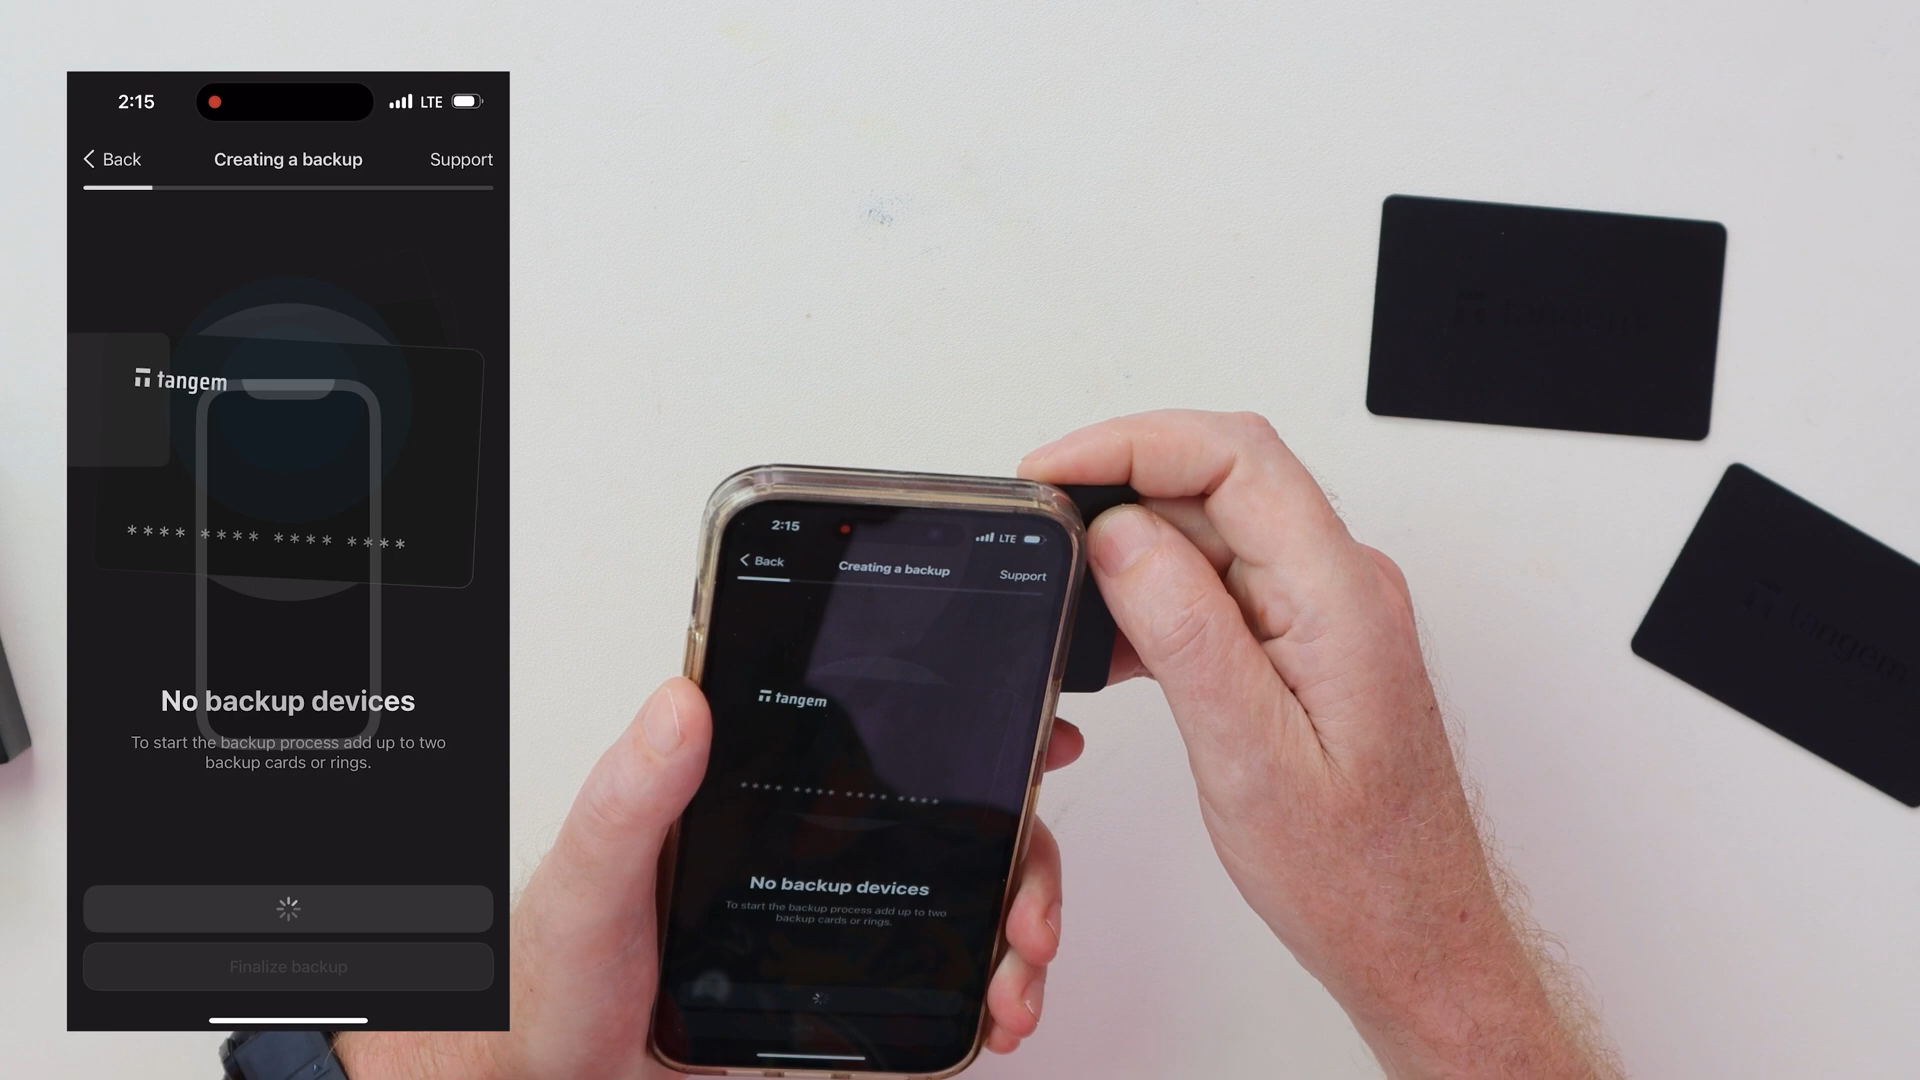 2:15
LTE
Back
Creating a backup
Support
tangem
**** **** **** ****
No backup devices
To start the backup process add up to two
backup cards or rings.
Finalize backup
2:15
LTE
Back
Creating a backup
Support
tangem
**** **** **** ****
No backup devices
To start the backup process add up to two
backup cards or rings.
tangem
tangem